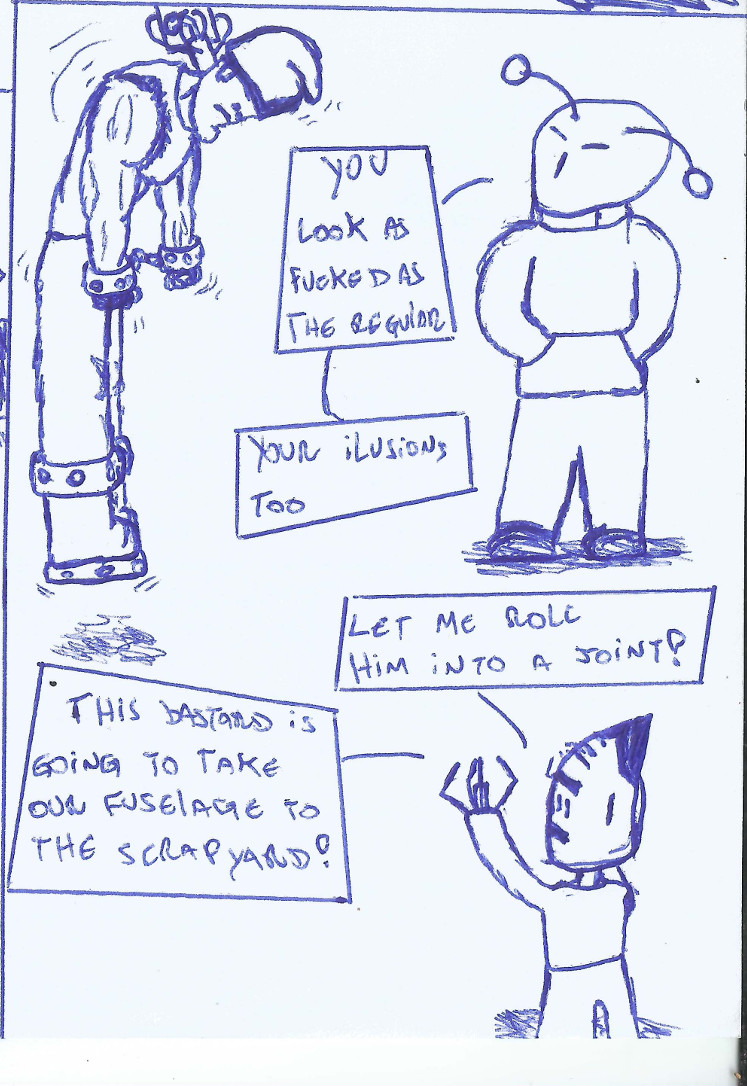 YOU
LOOK AS
FUCKED AS
THE REGULAR
YOUR ILUSIONS
TOO
LET ME ROLL
HIM INTO A JOINT!
THIS BASTARD IS
GOING TO TAKE
OUR FUSELAGE TO
THE SCRAPYARD!